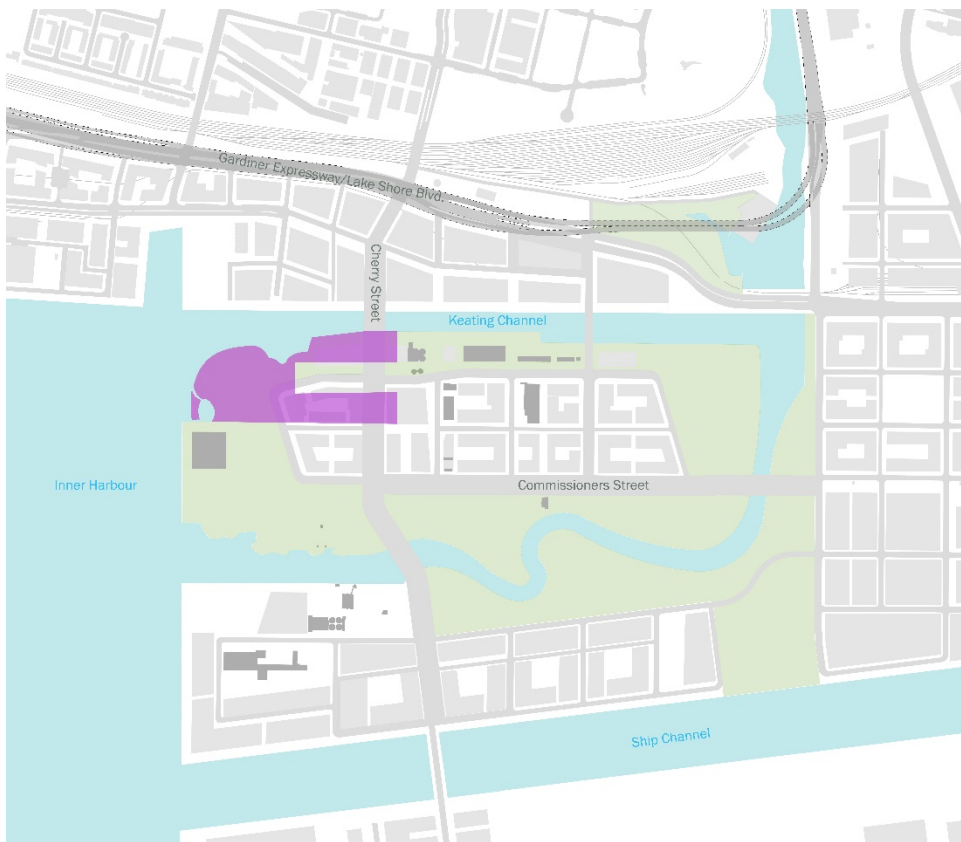 Gardiner Expressway/Lake Shore Blvd.
Cherry Street
Keating Channel
Inner Harbour
Commissioners Street
Ship Channel